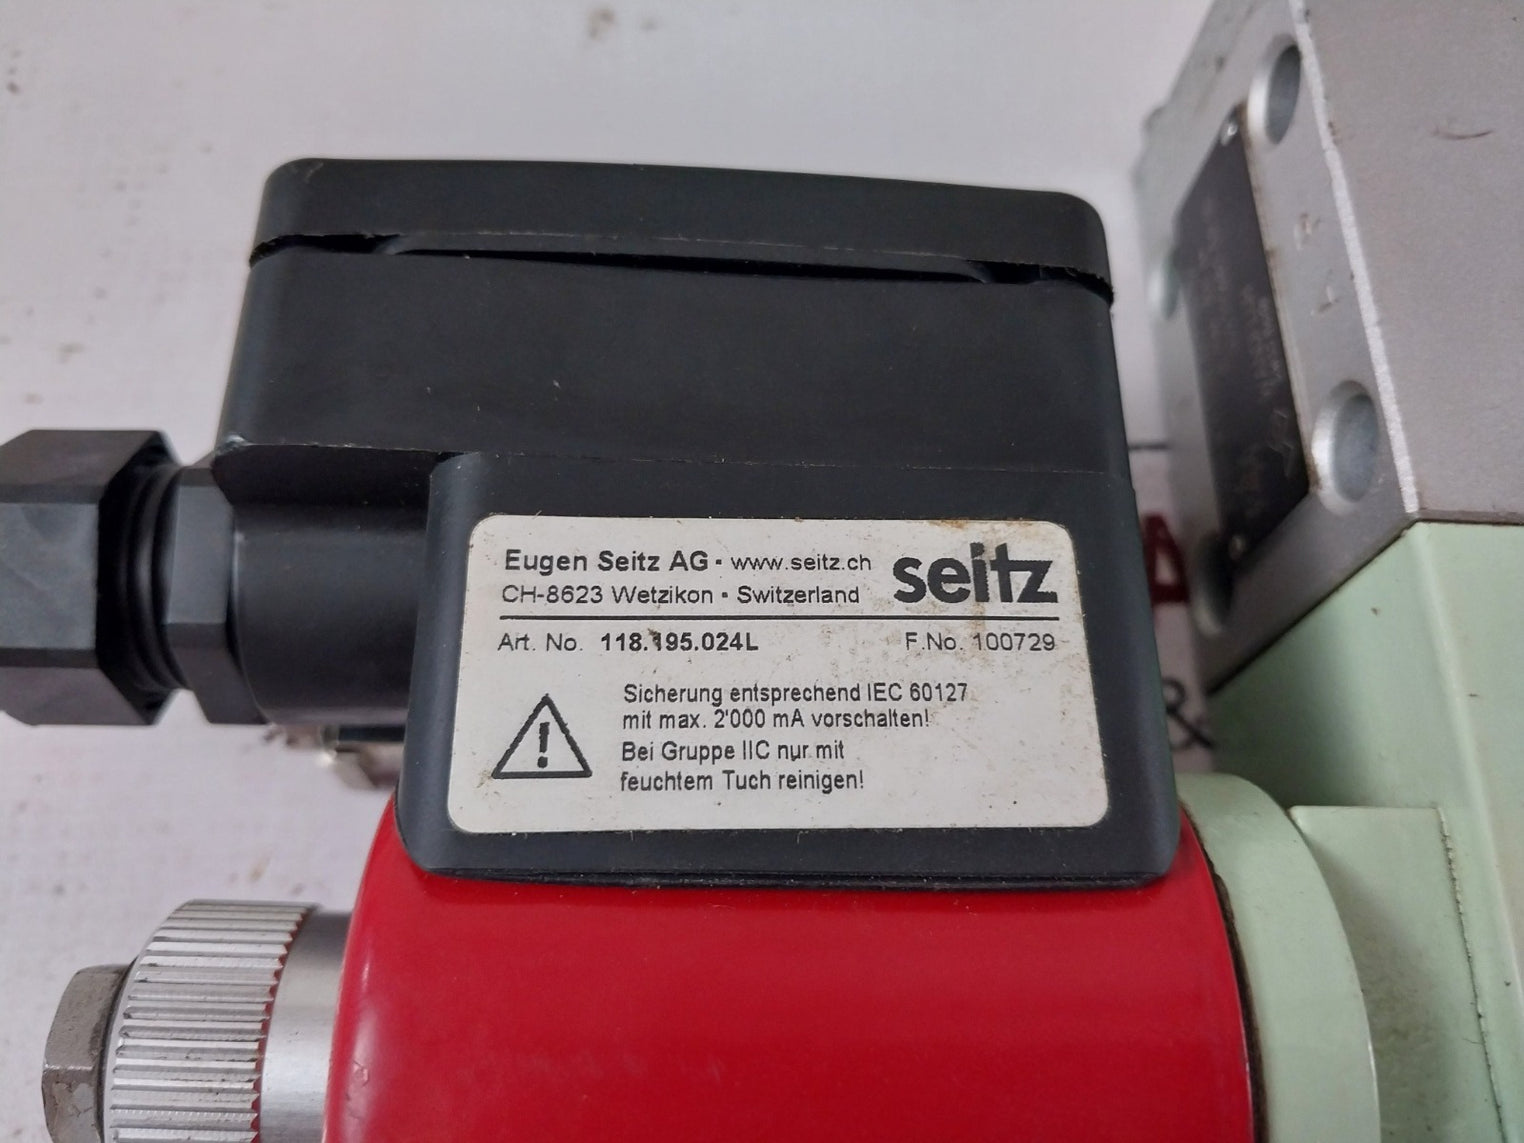 Eugen Seitz AG • www.seitz.ch
seitz
CH-8623 Wetzikon • Switzerland
Art. No. 118.195.024L F.No. 100729
Sicherung entsprechend IEC 60127
mit max. 2'000 mA vorschalten!
Bei Gruppe IIC nur mit
feuchtem Tuch reinigen!
A
&